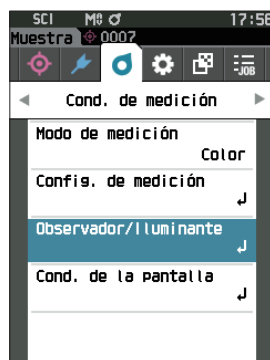 SCI M0 17:58
Muestra 0007
-JOB
Cond. de medición
Modo de medición
Color
Config. de medición
Observador/Iluminante
Cond. de la pantalla